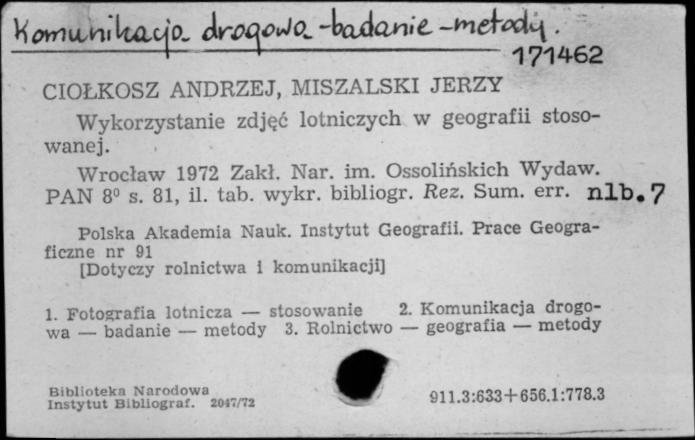 Komunikacja drogowa - badanie - metody.
171462
CIOŁKOSZ ANDRZEJ, MISZALSKI JERZY
Wykorzystanie zdjęć lotniczych w geografii stoso-
wanej.
Wrocław 1972 Zakł. Nar. im. Ossolińskich Wydaw.
PAN 8⁰ s. 81, il. tab. wykr. bibliogr. Rez. Sum. err. nlb.7
Polska Akademia Nauk. Instytut Geografii. Prace Geogra-
ficzne nr 91
[Dotyczy rolnictwa i komunikacji]
1. Fotografia lotnicza — stosowanie 2. Komunikacja drogo-
wa — badanie — metody 3. Rolnictwo — geografia — metody
Biblioteka Narodowa
Instytut Bibliograf. 2047/72
911.3:633+656.1:778.3